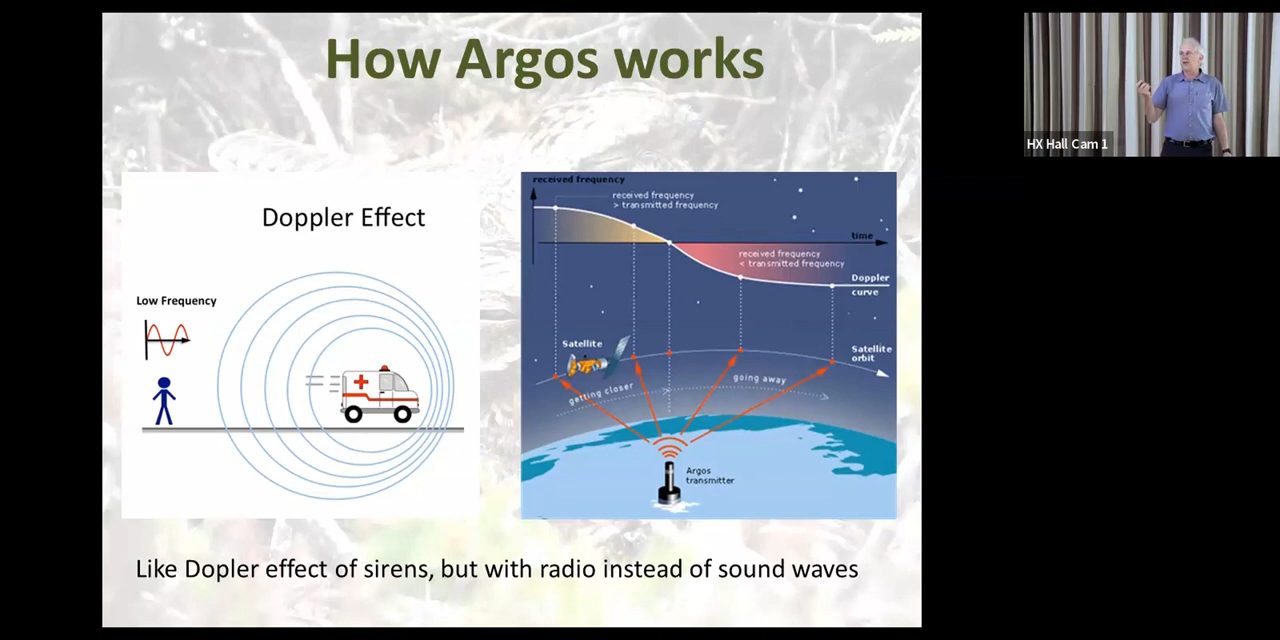 How Argos works
HX Hall Cam 1
Doppler Effect
Low Frequency
received frequency
received frequency
> transmitted frequency
time
received frequency
< transmitted frequency
Doppler
curve
Satellite
Satellite
orbit
getting closer
going away
Argos
transmitter
Like Dopler effect of sirens, but with radio instead of sound waves